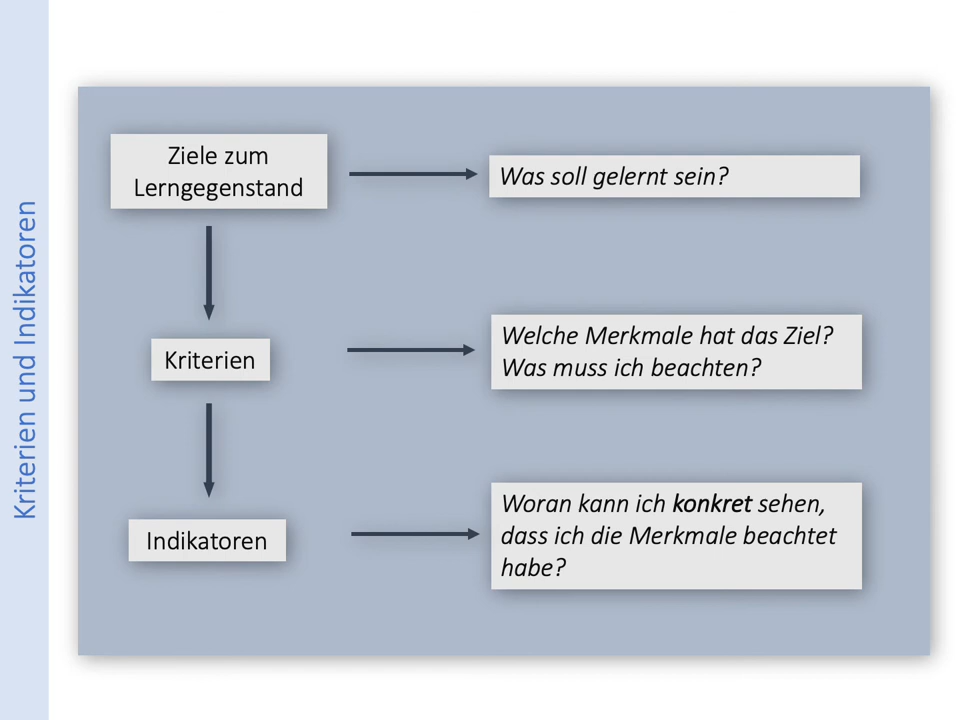 Kriterien und Indikatoren
Ziele zum
Lerngegenstand
Was soll gelernt sein?
Kriterien
Welche Merkmale hat das Ziel?
Was muss ich beachten?
Indikatoren
Woran kann ich konkret sehen,
dass ich die Merkmale beachtet
habe?